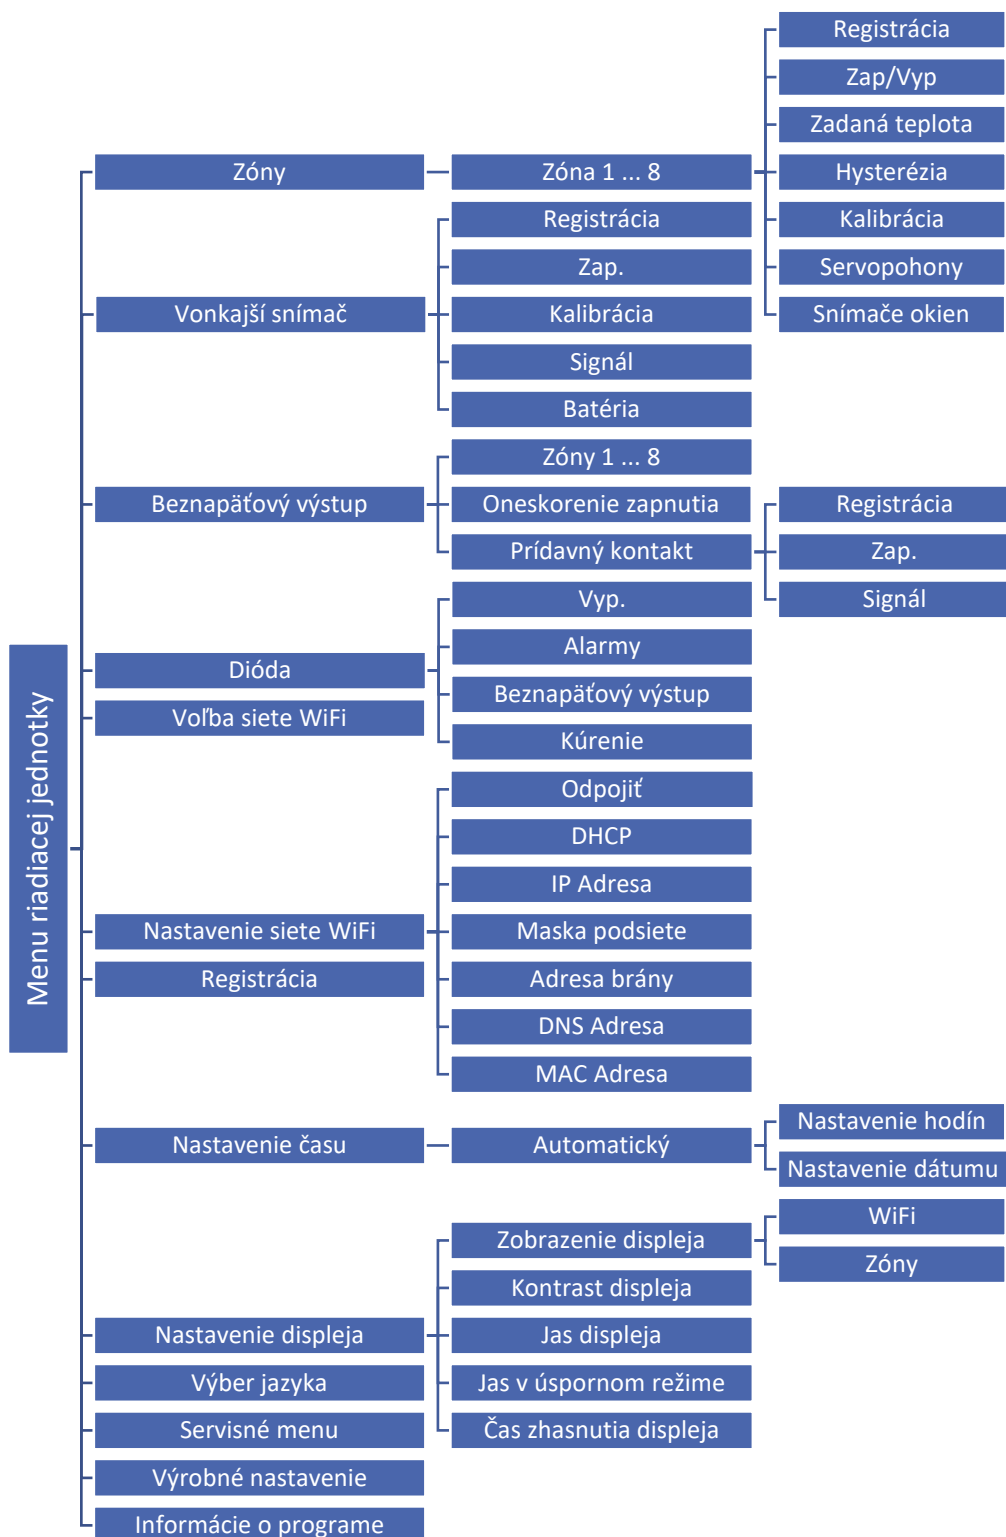 Menu riadiacej jednotky
Zóny
Zóna 1 ... 8
Registrácia
Zap/Vyp
Zadaná teplota
Hysterézia
Kalibrácia
Servopohony
Snímače okien
Vonkajší snímač
Registrácia
Zap.
Kalibrácia
Signál
Batéria
Beznapäťový výstup
Zóny 1 ... 8
Oneskorenie zapnutia
Prídavný kontakt
Registrácia
Zap.
Signál
Dióda
Vyp.
Alarmy
Beznapäťový výstup
Kúrenie
Voľba siete WiFi
Nastavenie siete WiFi
Odpojiť
DHCP
IP Adresa
Maska podsiete
Adresa brány
DNS Adresa
MAC Adresa
Registrácia
Nastavenie času
Automatický
Nastavenie hodín
Nastavenie dátumu
Nastavenie displeja
Zobrazenie displeja
WiFi
Zóny
Kontrast displeja
Jas displeja
Jas v úspornom režime
Čas zhasnutia displeja
Výber jazyka
Servisné menu
Výrobné nastavenie
Informácie o programe